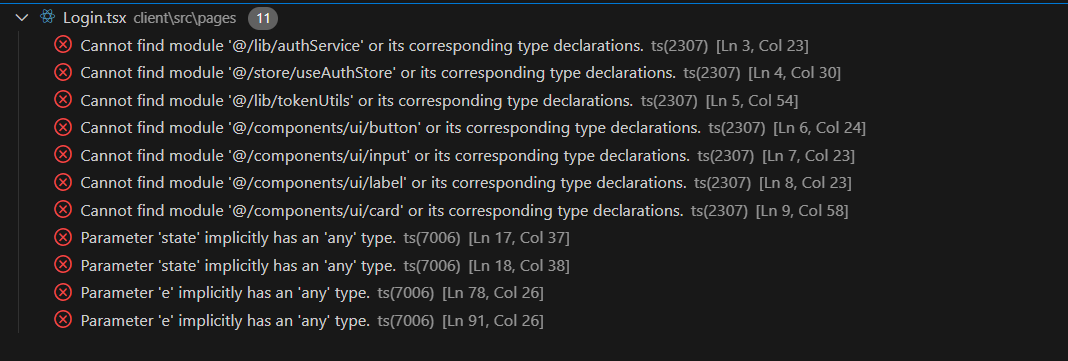 Login.tsx client\src\pages 11
Cannot find module '@/lib/authService' or its corresponding type declarations. ts(2307) [Ln 3, Col 23]
Cannot find module '@/store/useAuthStore' or its corresponding type declarations. ts(2307) [Ln 4, Col 30]
Cannot find module '@/lib/tokenUtils' or its corresponding type declarations. ts(2307) [Ln 5, Col 54]
Cannot find module '@/components/ui/button' or its corresponding type declarations. ts(2307) [Ln 6, Col 24]
Cannot find module '@/components/ui/input' or its corresponding type declarations. ts(2307) [Ln 7, Col 23]
Cannot find module '@/components/ui/label' or its corresponding type declarations. ts(2307) [Ln 8, Col 23]
Cannot find module '@/components/ui/card' or its corresponding type declarations. ts(2307) [Ln 9, Col 58]
Parameter 'state' implicitly has an 'any' type. ts(7006) [Ln 17, Col 37]
Parameter 'state' implicitly has an 'any' type. ts(7006) [Ln 18, Col 38]
Parameter 'e' implicitly has an 'any' type. ts(7006) [Ln 78, Col 26]
Parameter 'e' implicitly has an 'any' type. ts(7006) [Ln 91, Col 26]